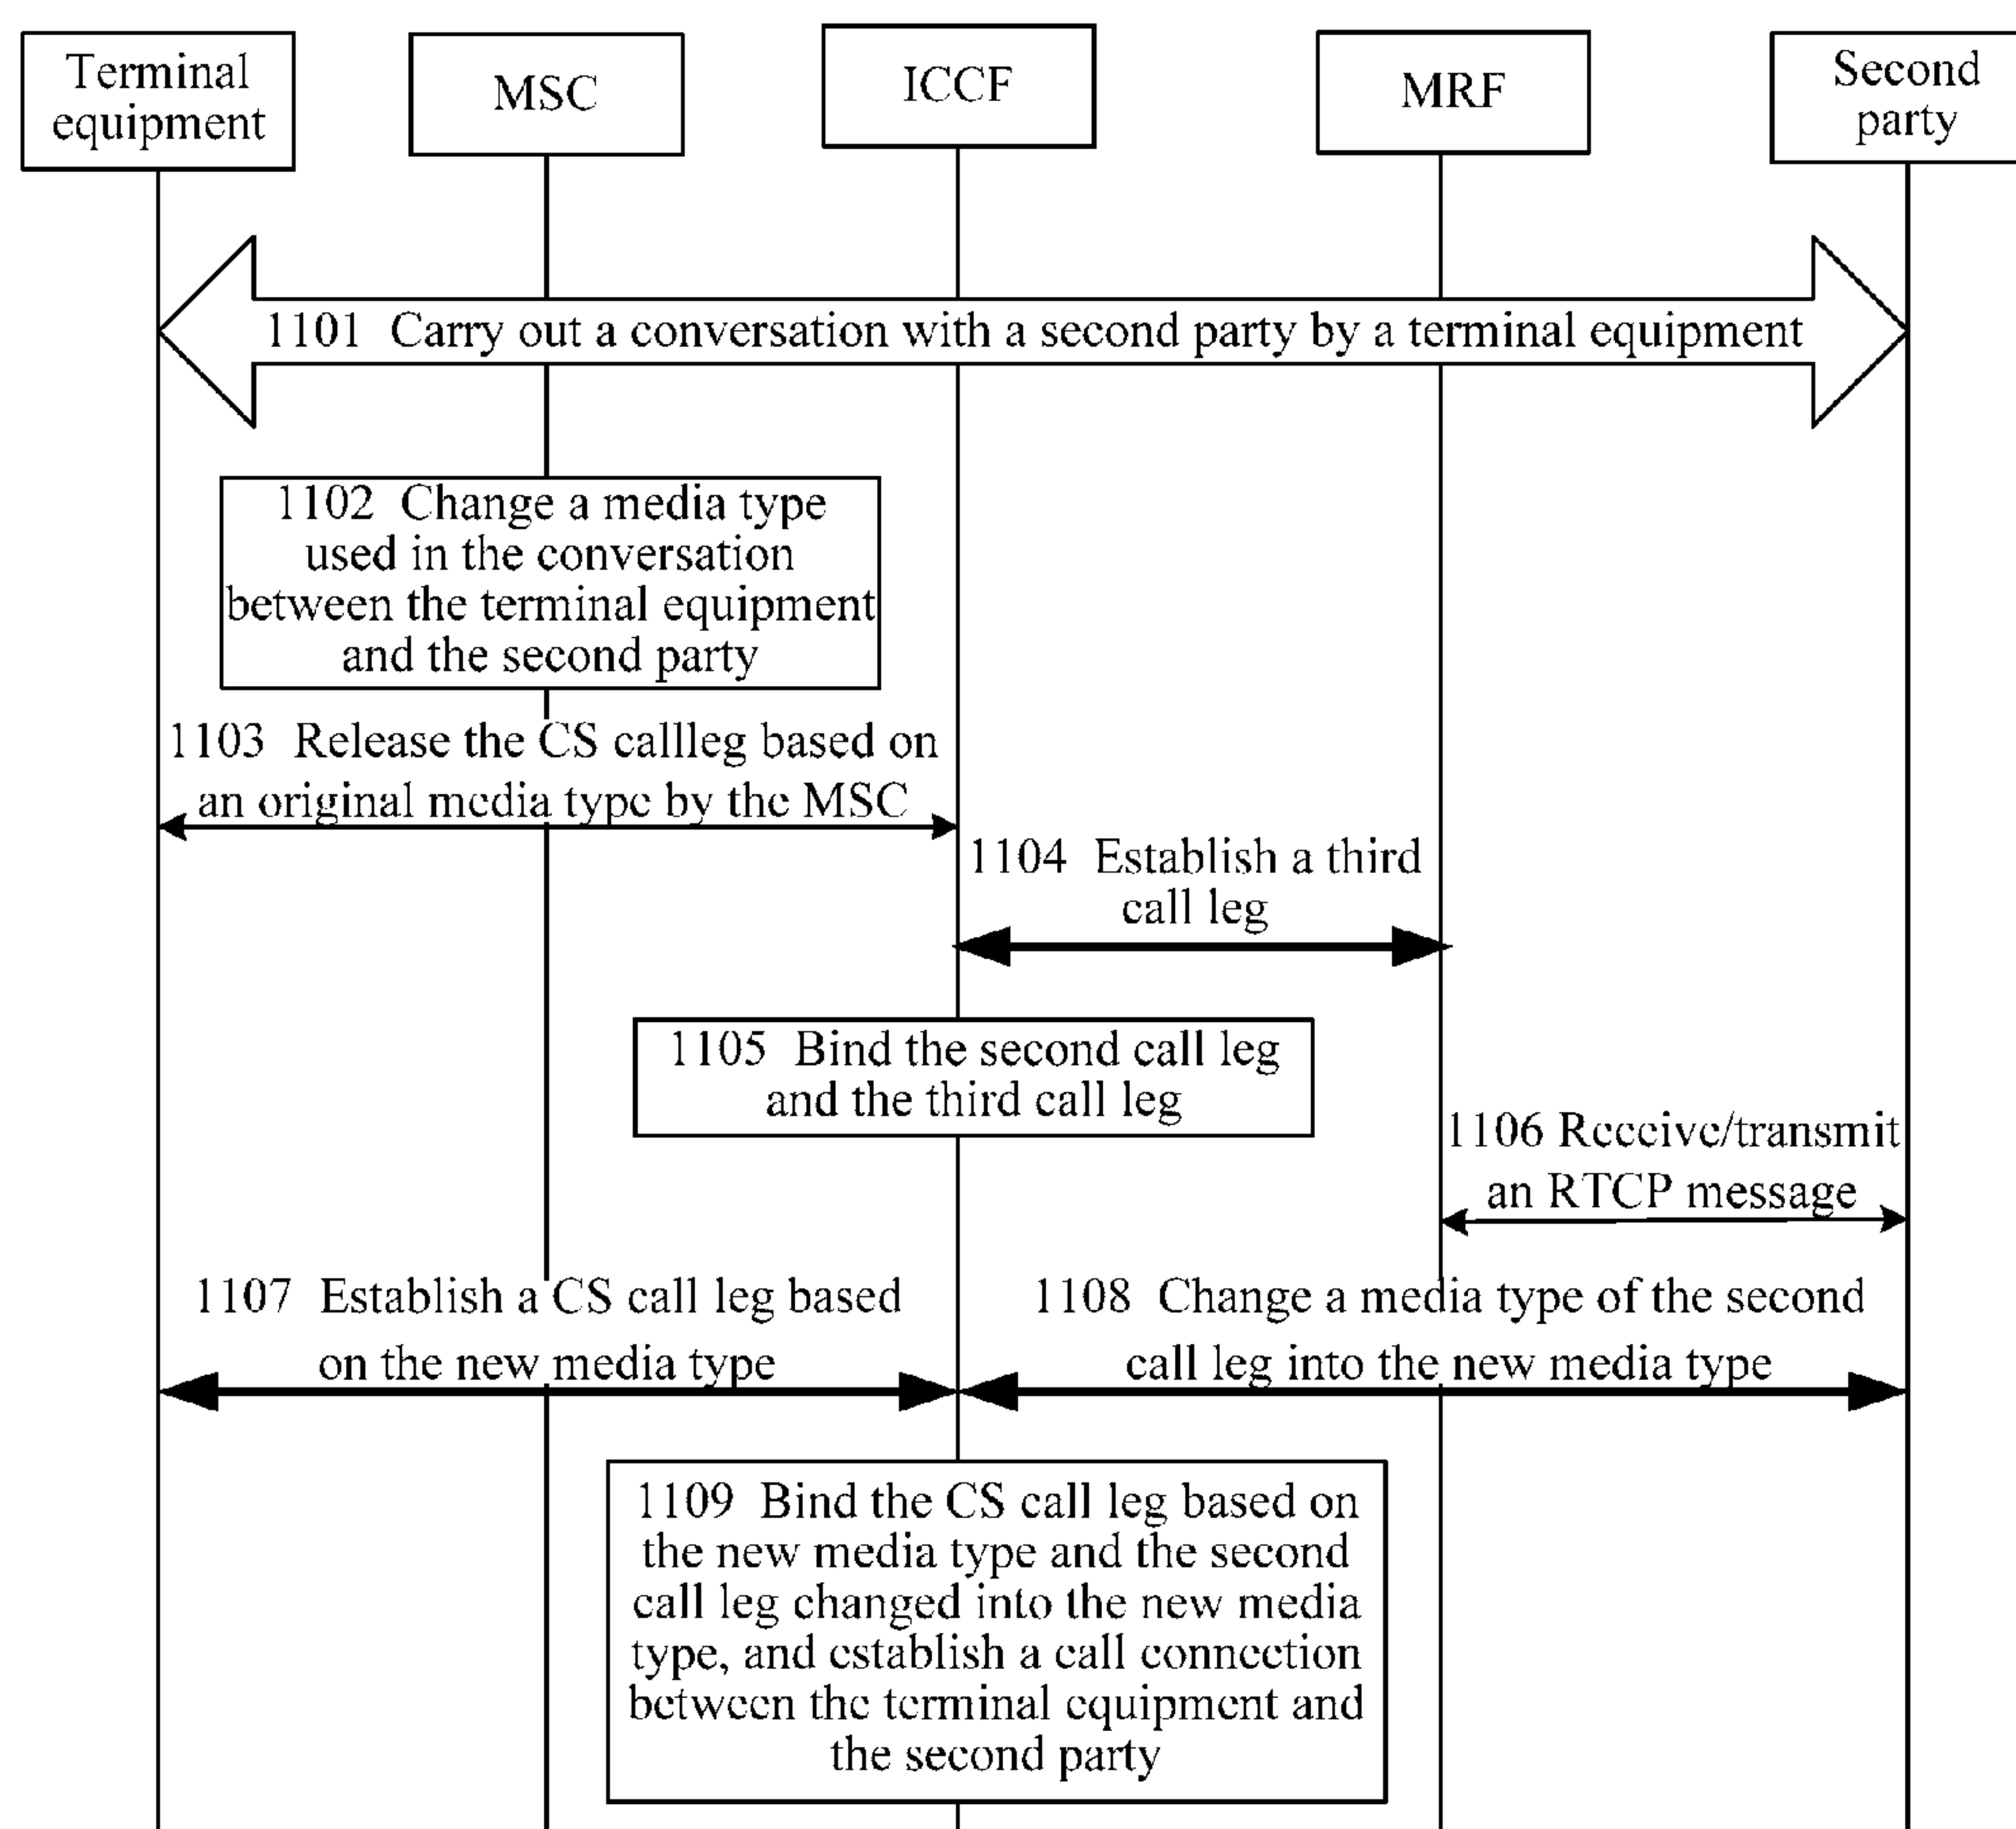 Terminal
equipment
MSC
ICCF
MRF
Second
party
1101 Carry out a conversation with a second party by a terminal equipment
1102 Change a media type
used in the conversation
between the terminal equipment
and the second party
1103 Release the CS callleg based on
an original media type by the MSC
1104 Establish a third
call leg
1105 Bind the second call leg
and the third call leg
1106 Receive/transmit
an RTCP message
1107 Establish a CS call leg based
on the new media type
1108 Change a media type of the second
call leg into the new media type
1109 Bind the CS call leg based on
the new media type and the second
call leg changed into the new media
type, and establish a call connection
between the terminal equipment and
the second party